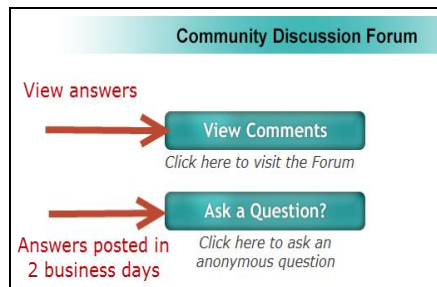 Community Discussion Forum
View answers
View Comments
Click here to visit the Forum
Ask a Question?
Answers posted in
2 business days
Click here to ask an
anonymous question